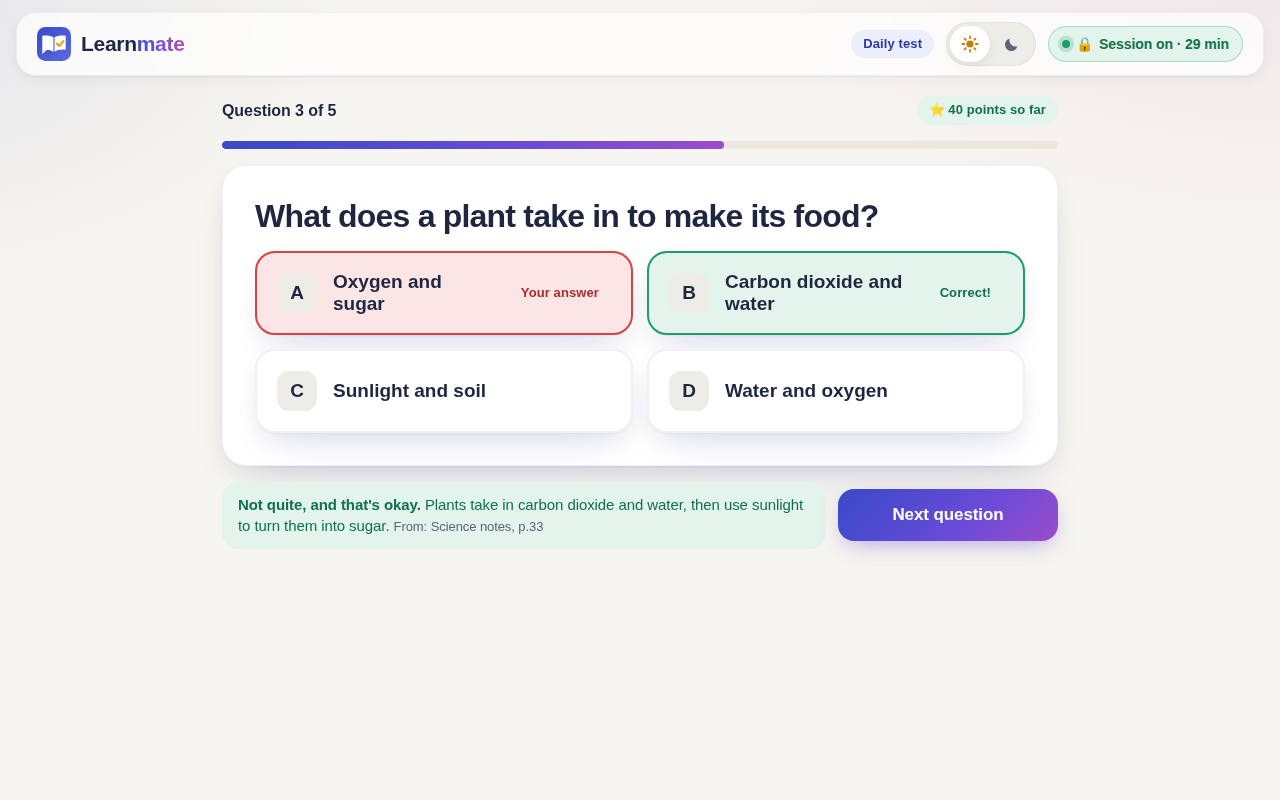 Learnmate
Daily test
Session on · 29 min
Question 3 of 5
40 points so far
What does a plant take in to make its food?
A
Oxygen and
sugar
Your answer
B
Carbon dioxide and
water
Correct!
C
Sunlight and soil
D
Water and oxygen
Not quite, and that's okay. Plants take in carbon dioxide and water, then use sunlight
to turn them into sugar. From: Science notes, p.33
Next question